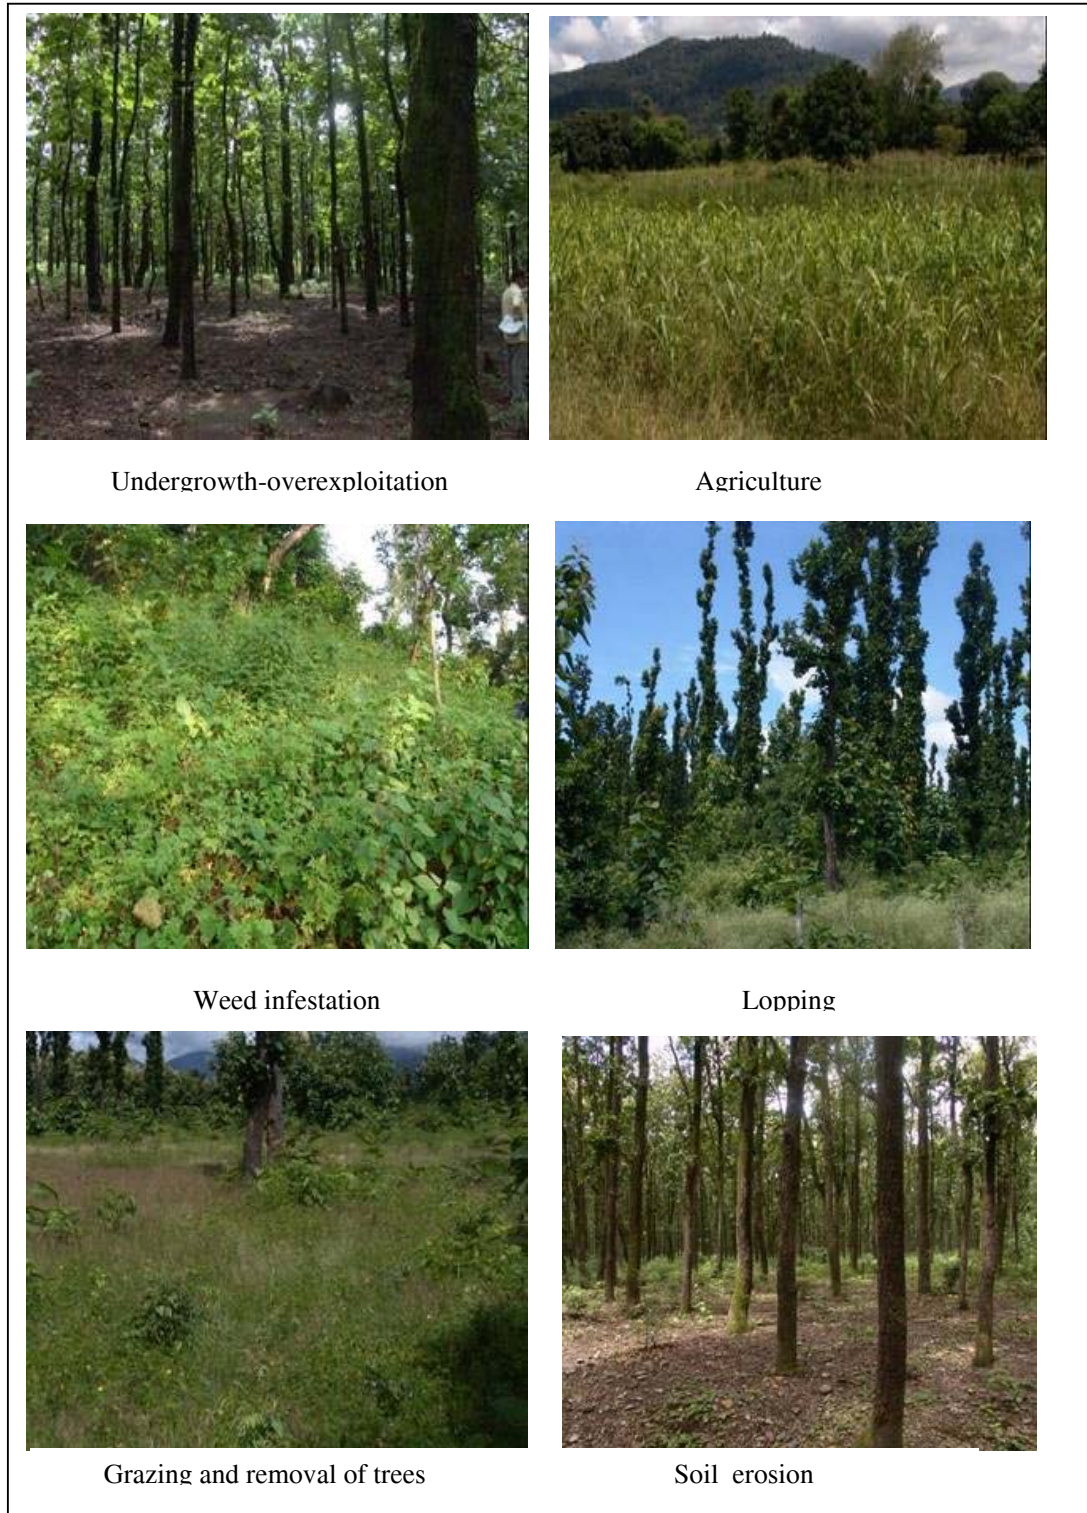 Undergrowth-overexploitation
Agriculture
Weed infestation
Lopping
Grazing and removal of trees
Soil erosion